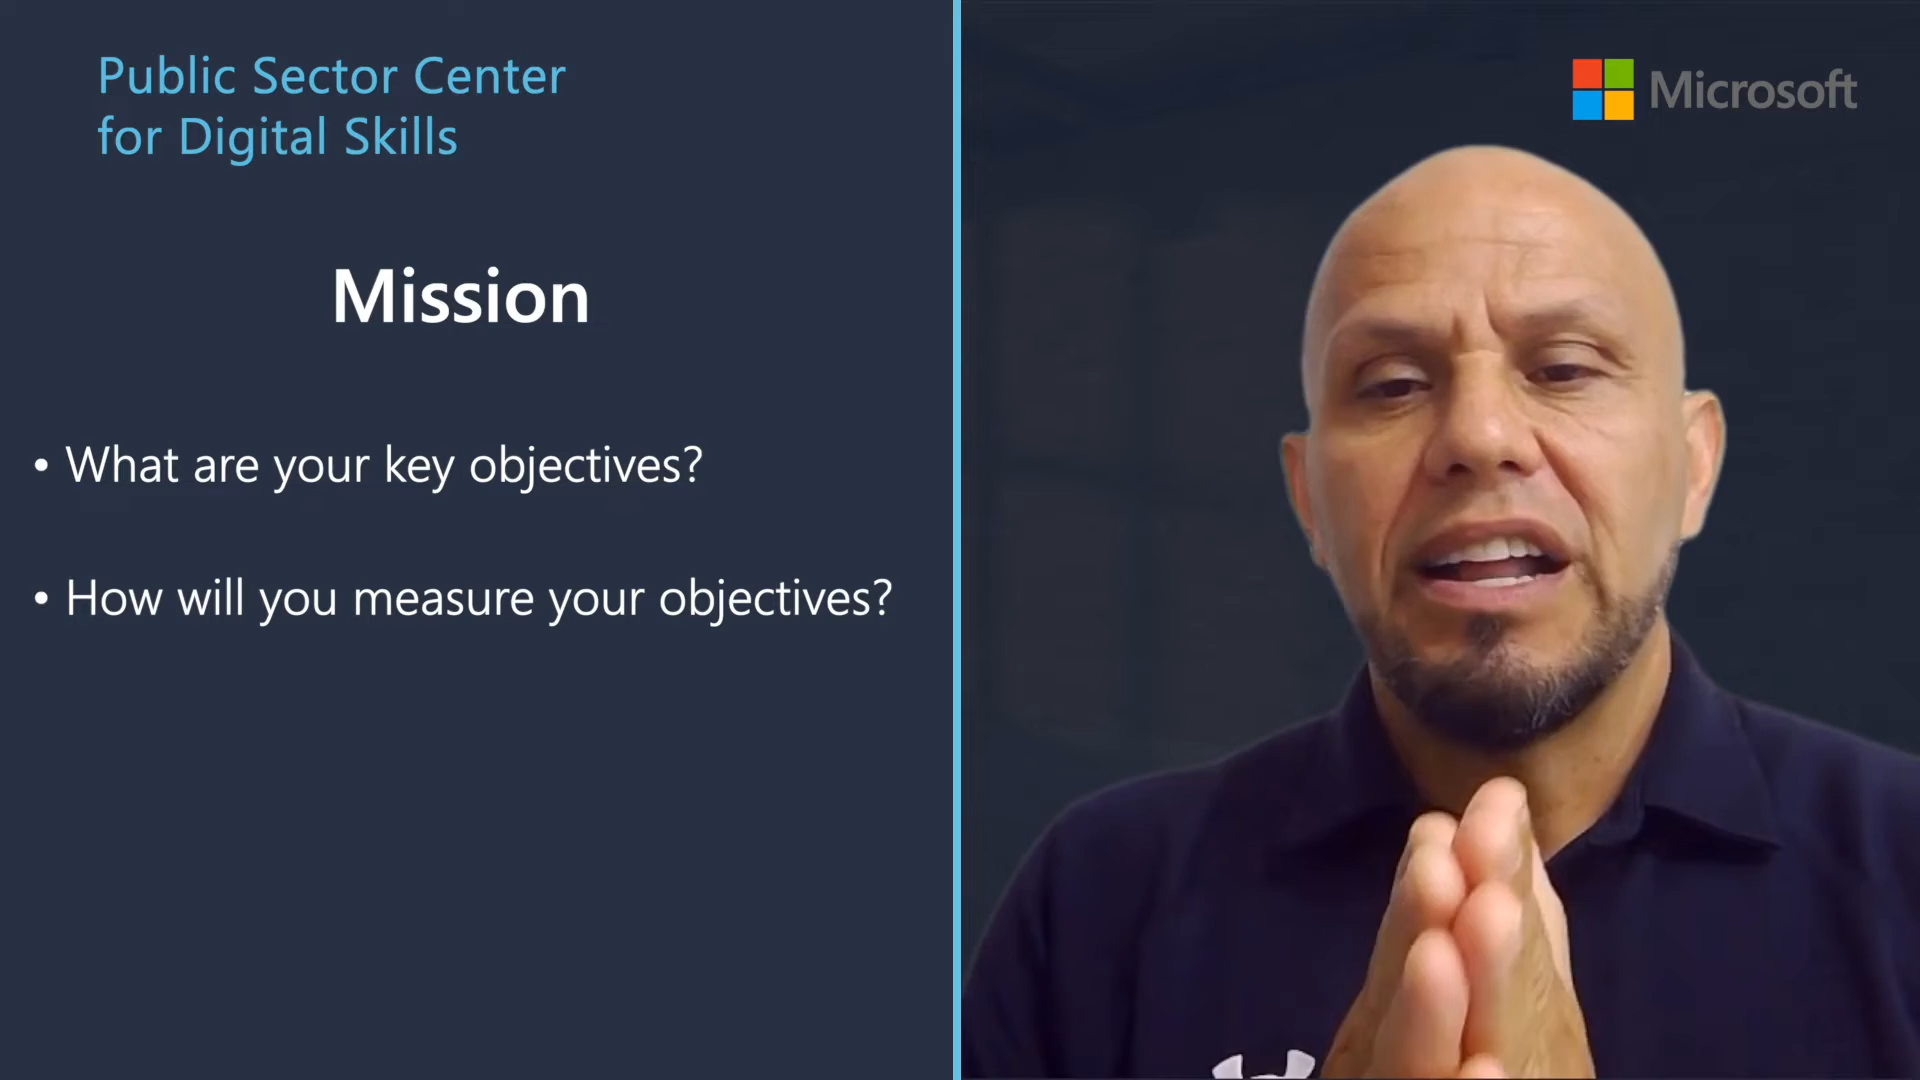 Public Sector Center
for Digital Skills
Mission
• What are your key objectives?
• How will you measure your objectives?
Microsoft